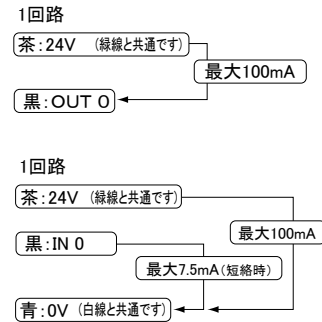 1回路
茶:24V (緑線と共通です)
最大100mA
黒:OUT 0
1回路
茶:24V (緑線と共通です)
最大100mA
黒:IN 0
最大7.5mA(短絡時)
青:0V (白線と共通です)